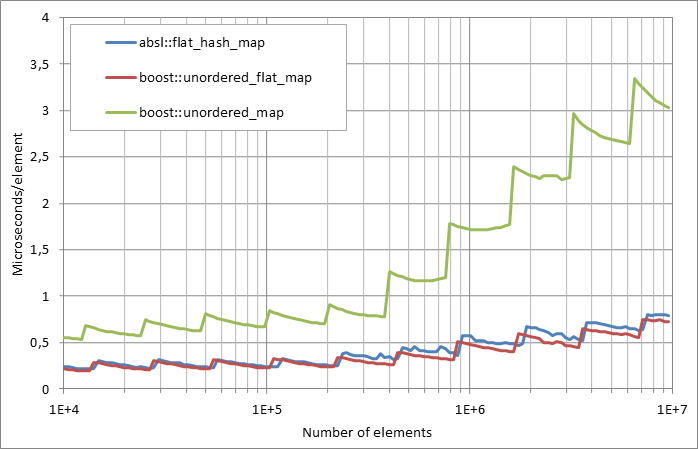 4
3,5
3
2,5
2
1,5
1
0,5
0
Microseconds/element
absl::flat_hash_map
boost::unordered_flat_map
boost::unordered_map
1E+4 1E+5 1E+6 1E+7
Number of elements